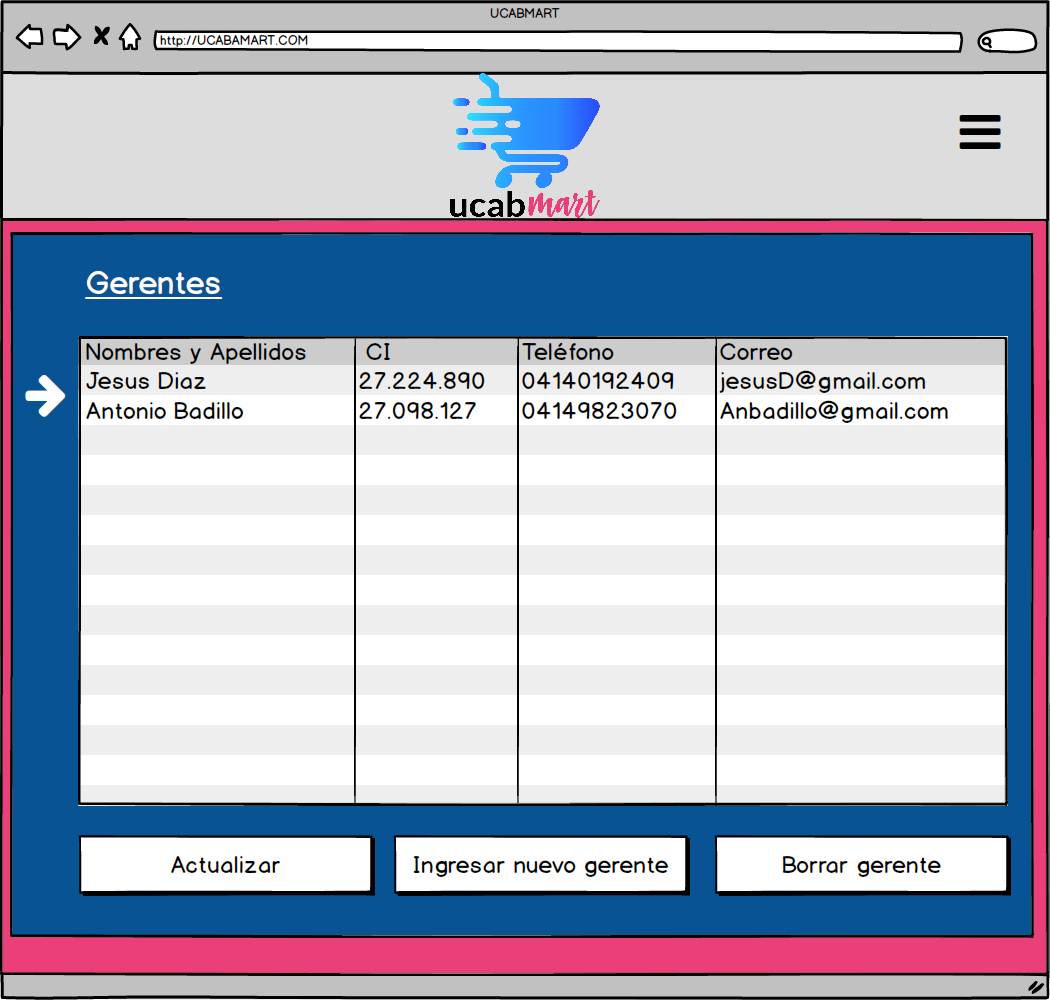 UCABMART
http://UCABAMART.COM
ucabmart
Gerentes
Nombres y Apellidos CI Teléfono Correo
Jesus Diaz 27.224.890 04140192409 jesusD@gmail.com
Antonio Badillo 27.098.127 04149823070 Anbadillo@gmail.com
Actualizar Ingresar nuevo gerente Borrar gerente